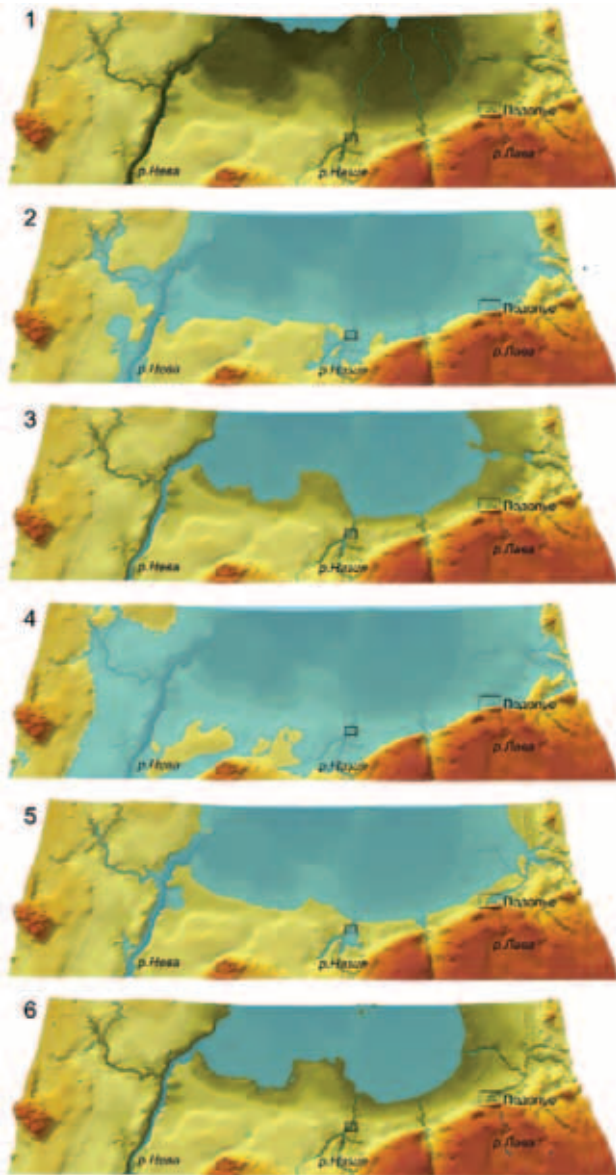 1
Подолье
р.Нева
р.Назия
р.Лава
2
Подолье
р.Нева
р.Назия
р.Лава
3
Подолье
р.Нева
р.Назия
р.Лава
4
Подолье
р.Нева
р.Назия
р.Лава
5
Подолье
р.Нева
р.Назия
р.Лава
6
Подолье
р.Нева
р.Назия
р.Лава